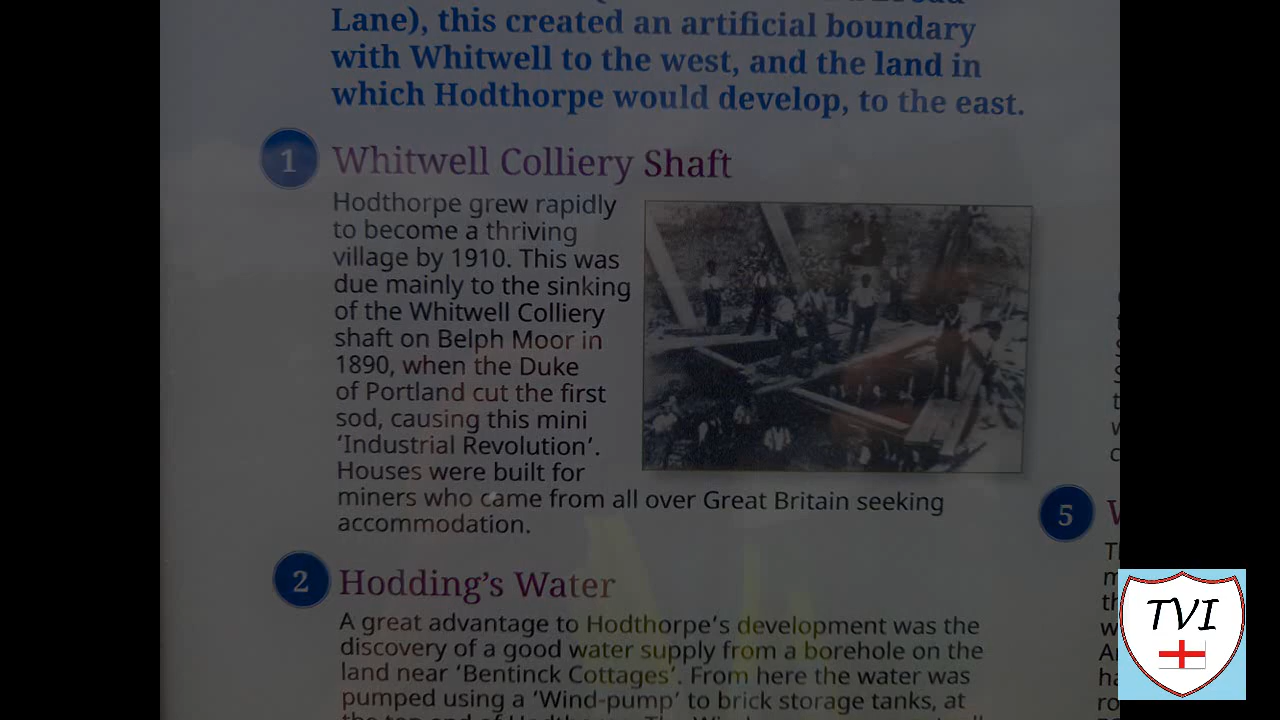 Lane), this created an artificial boundary
with Whitwell to the west, and the land in
which Hodthorpe would develop, to the east.
1 Whitwell Colliery Shaft
Hodthorpe grew rapidly
to become a thriving
village by 1910. This was
due mainly to the sinking
of the Whitwell Colliery
shaft on Belph Moor in
1890, when the Duke
of Portland cut the first
sod, causing this mini
‘Industrial Revolution’.
Houses were built for
miners who came from all over Great Britain seeking
accommodation.
2 Hodding’s Water
A great advantage to Hodthorpe’s development was the
discovery of a good water supply from a borehole on the
land near ‘Bentinck Cottages’. From here the water was
pumped using a ‘Wind-pump’ to brick storage tanks, at
5
TVI